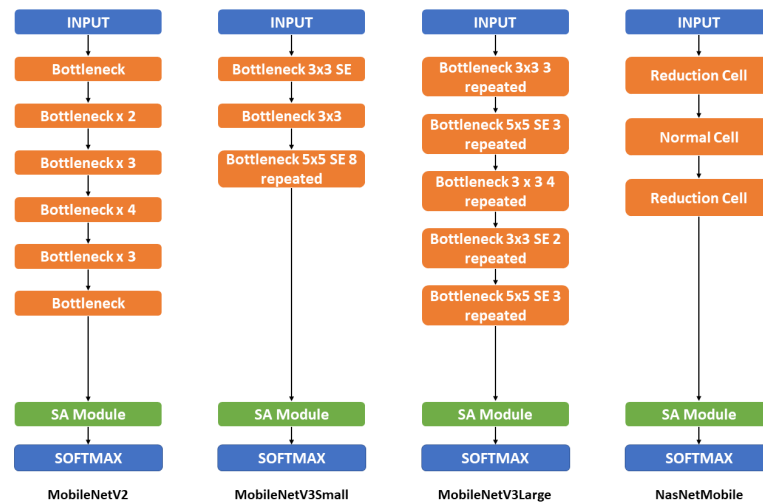 INPUT
Bottleneck
Bottleneck x 2
Bottleneck x 3
Bottleneck x 4
Bottleneck x 3
Bottleneck
SA Module
SOFTMAX
MobileNetV2
INPUT
Bottleneck 3x3 SE
Bottleneck 3x3
Bottleneck 5x5 SE 8
repeated
SA Module
SOFTMAX
MobileNetV3Small
INPUT
Bottleneck 3x3 3
repeated
Bottleneck 5x5 SE 3
repeated
Bottleneck 3 x 3 4
repeated
Bottleneck 3x3 SE 2
repeated
Bottleneck 5x5 SE 3
repeated
SA Module
SOFTMAX
MobileNetV3Large
INPUT
Reduction Cell
Normal Cell
Reduction Cell
SA Module
SOFTMAX
NasNetMobile